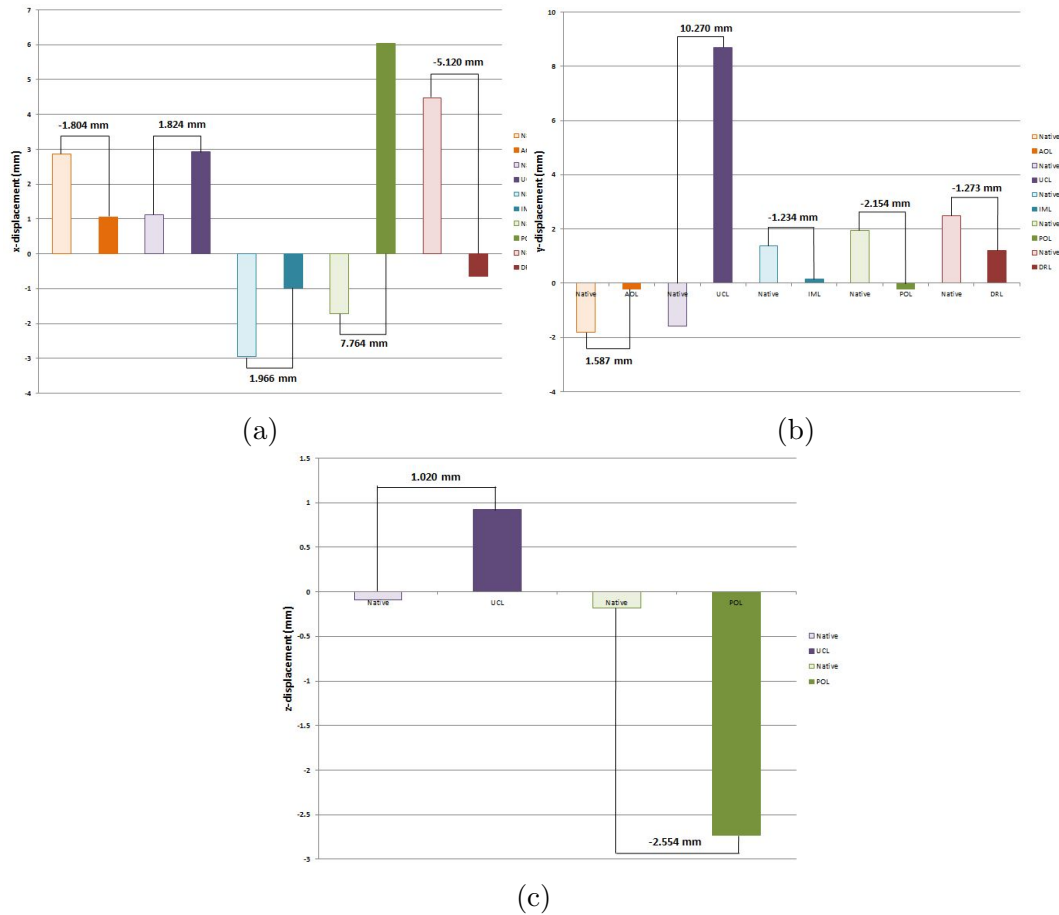 7
6
5
4
3
2
1
0
-1
-2
-3
-4
x-displacement (mm)
-1.804 mm
1.824 mm
1.966 mm
7.764 mm
-5.120 mm
N
A
N
U
N
IM
N
P
N
D
(a)
10
8
6
4
2
0
-2
-4
y-displacement (mm)
1.587 mm
10.270 mm
-1.234 mm
-2.154 mm
-1.273 mm
Native AOL Native UCL Native IML Native POL Native DRL
Native
AOL
Native
UCL
Native
IML
Native
POL
Native
DRL
(b)
1.5
1
0.5
0
-0.5
-1
-1.5
-2
-2.5
-3
z-displacement (mm)
1.020 mm
-2.554 mm
Native UCL Native POL
Native
UCL
Native
POL
(c)